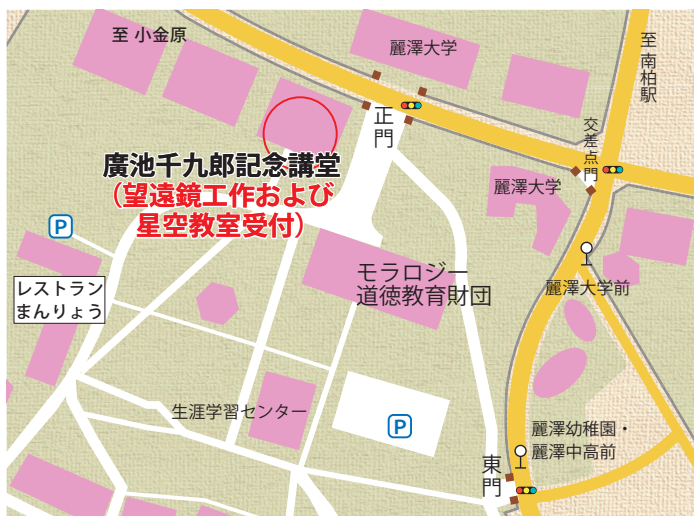 至 小金原
麗澤大学
至 南柏駅
正門
交差点門
廣池千九郎記念講堂
（望遠鏡工作および
星空教室受付）
麗澤大学
P
モラロジー
道徳教育財団
レストラン
まんりょう
麗澤大学前
生涯学習センター
P
麗澤幼稚園・
麗澤中高前
東門